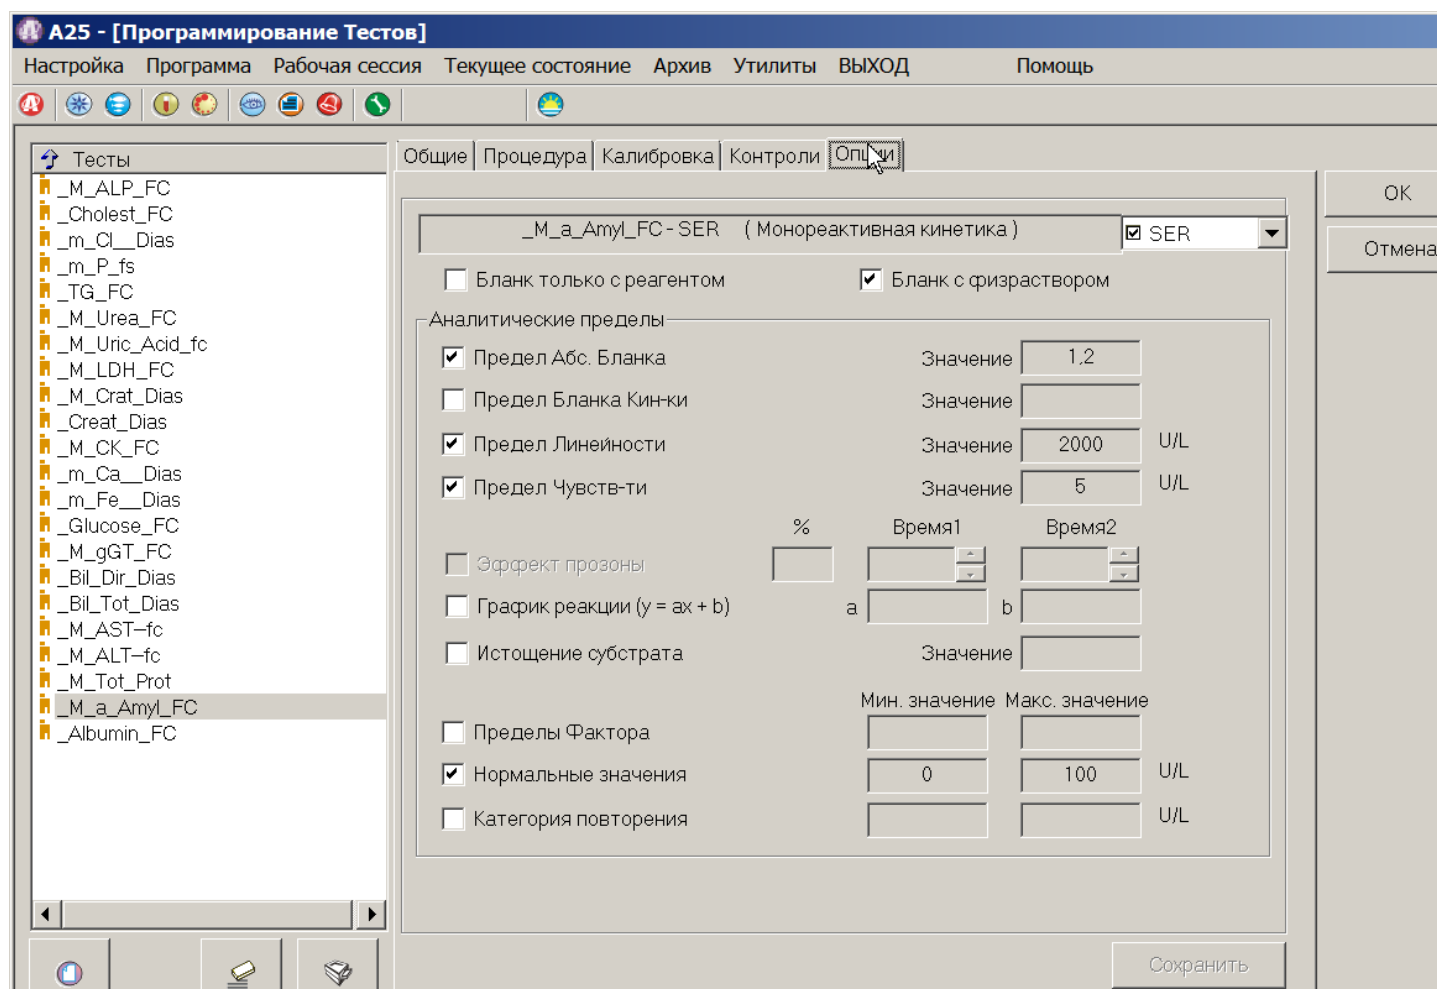 A25 - [Программирование Тестов]
Настройка Программа Рабочая сессия Текущее состояние Архив Утилиты ВЫХОД Помощь
Тесты
_M_ALP_FC
_Cholest_FC
_m_Cl__Dias
_m_P_fs
_TG_FC
_M_Urea_FC
_M_Uric_Acid_fc
_M_LDH_FC
_M_Crat_Dias
_Creat_Dias
_M_CK_FC
_m_Ca__Dias
_m_Fe__Dias
_Glucose_FC
_M_gGT_FC
_Bil_Dir_Dias
_Bil_Tot_Dias
_M_AST–fc
_M_ALT–fc
_M_Tot_Prot
_M_a_Amyl_FC
_Albumin_FC
Общие Процедура Калибровка Контроли Опции
_M_a_Amyl_FC - SER ( Монореактивная кинетика ) SER
Бланк только с реагентом Бланк с физраствором
Аналитические пределы
Предел Абс. Бланка Значение 1,2
Предел Бланка Кин-ки Значение
Предел Линейности Значение 2000 U/L
Предел Чувств-ти Значение 5 U/L
% Время1 Время2
Эффект прозоны
График реакции (y = ax + b) a b
Истощение субстрата Значение
Мин. значение Макс. значение
Пределы Фактора
Нормальные значения 0 100 U/L
Категория повторения U/L
Сохранить
OK
Отмена